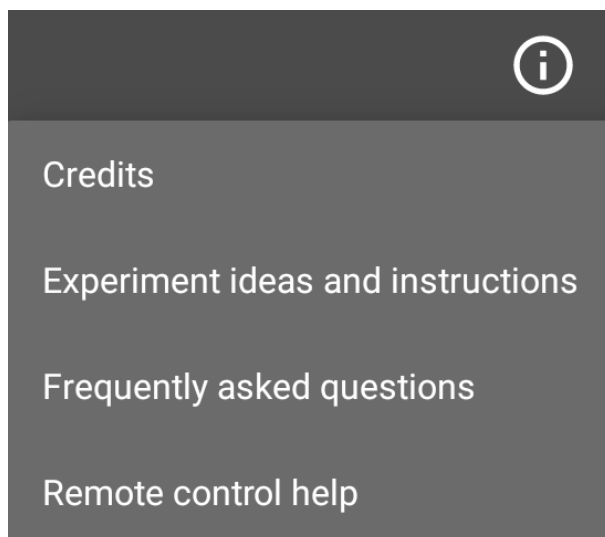 Credits
Experiment ideas and instructions
Frequently asked questions
Remote control help